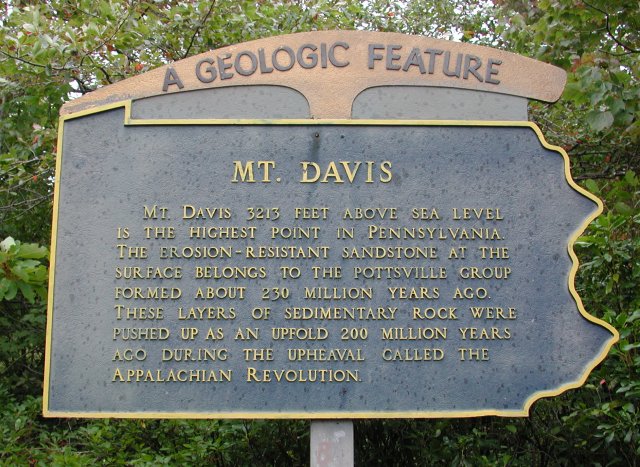 A GEOLOGIC FEATURE
MT. DAVIS
MT. DAVIS 3213 FEET ABOVE SEA LEVEL
IS THE HIGHEST POINT IN PENNSYLVANIA.
THE EROSION-RESISTANT SANDSTONE AT THE
SURFACE BELONGS TO THE POTTSVILLE GROUP
FORMED ABOUT 230 MILLION YEARS AGO.
THESE LAYERS OF SEDIMENTARY ROCK WERE
PUSHED UP AS AN UPFOLD 200 MILLION YEARS
AGO DURING THE UPHEAVAL CALLED THE
APPALACHIAN REVOLUTION.